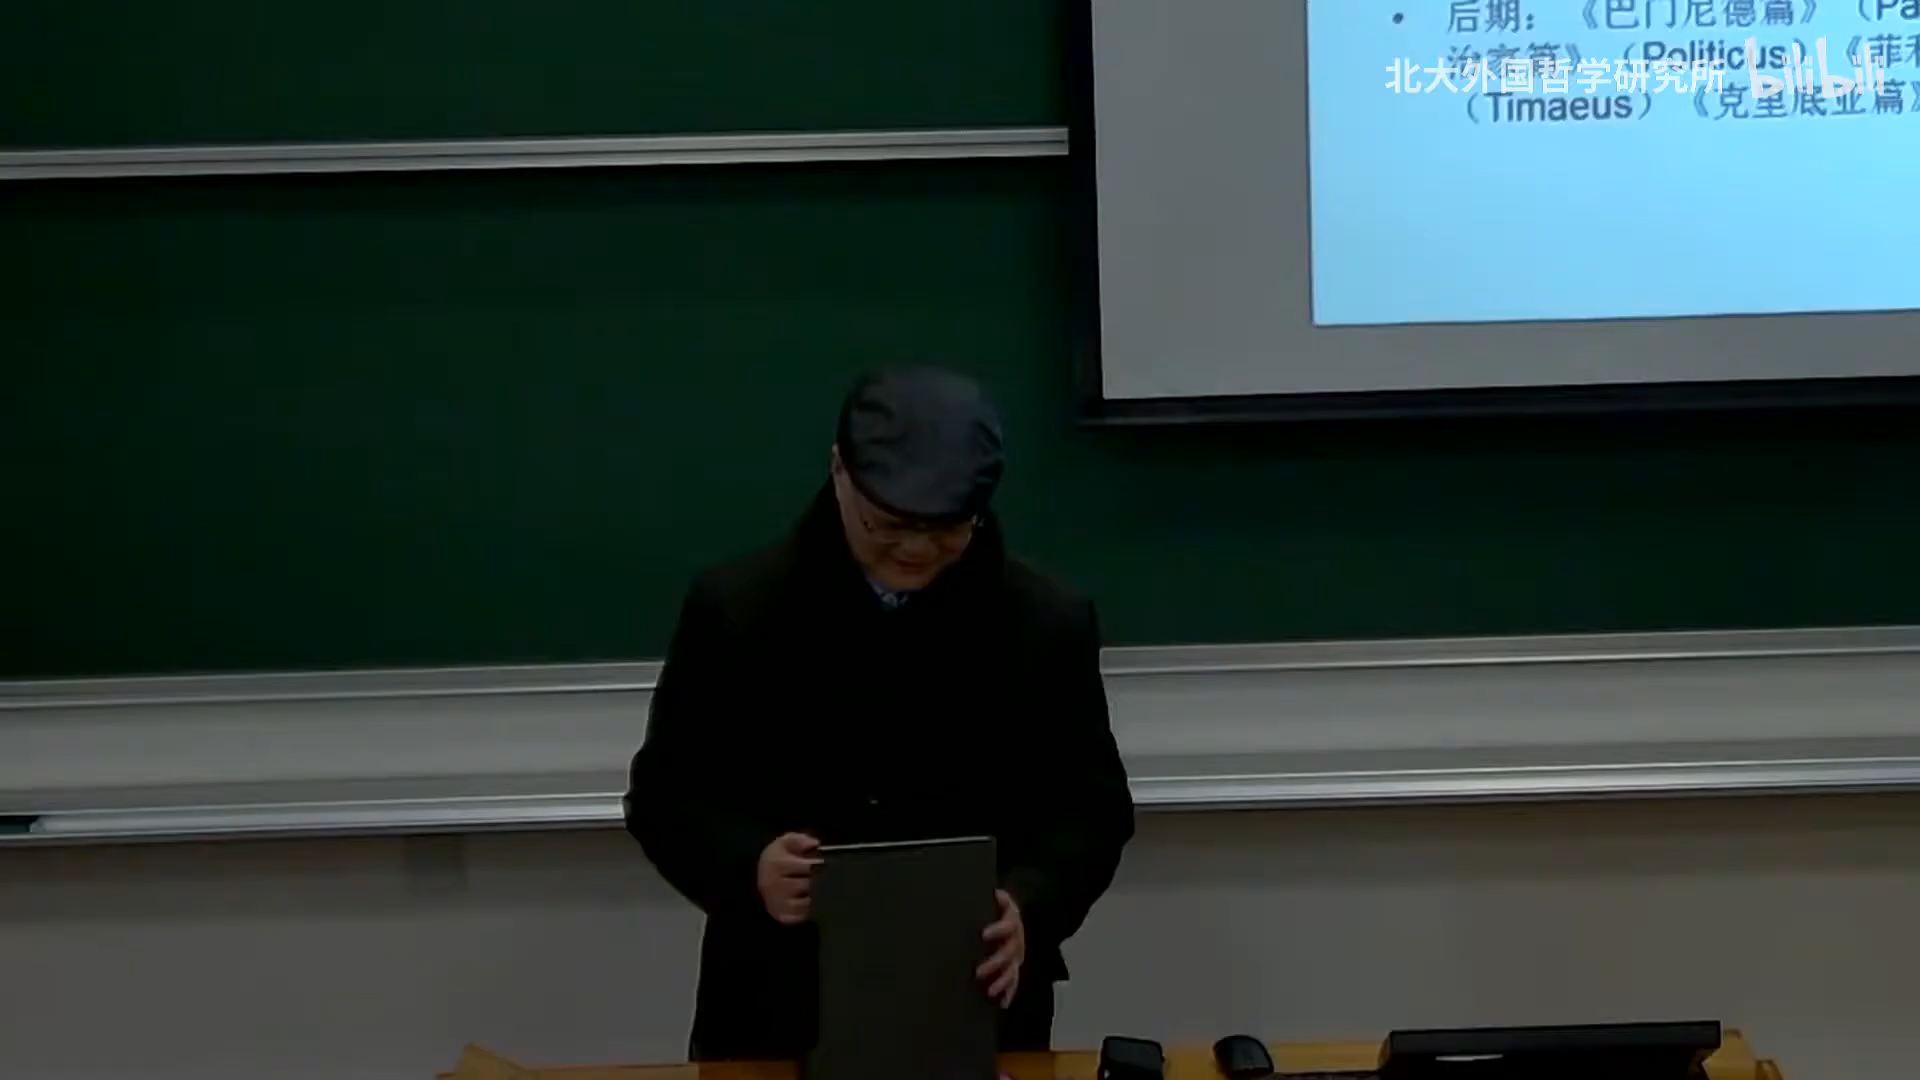 • 后期：《巴门尼德篇》（Pa
治家篇》（Politicus）《菲利
（Timaeus）《克里底亚篇》
北大外国哲学研究所 bilibili